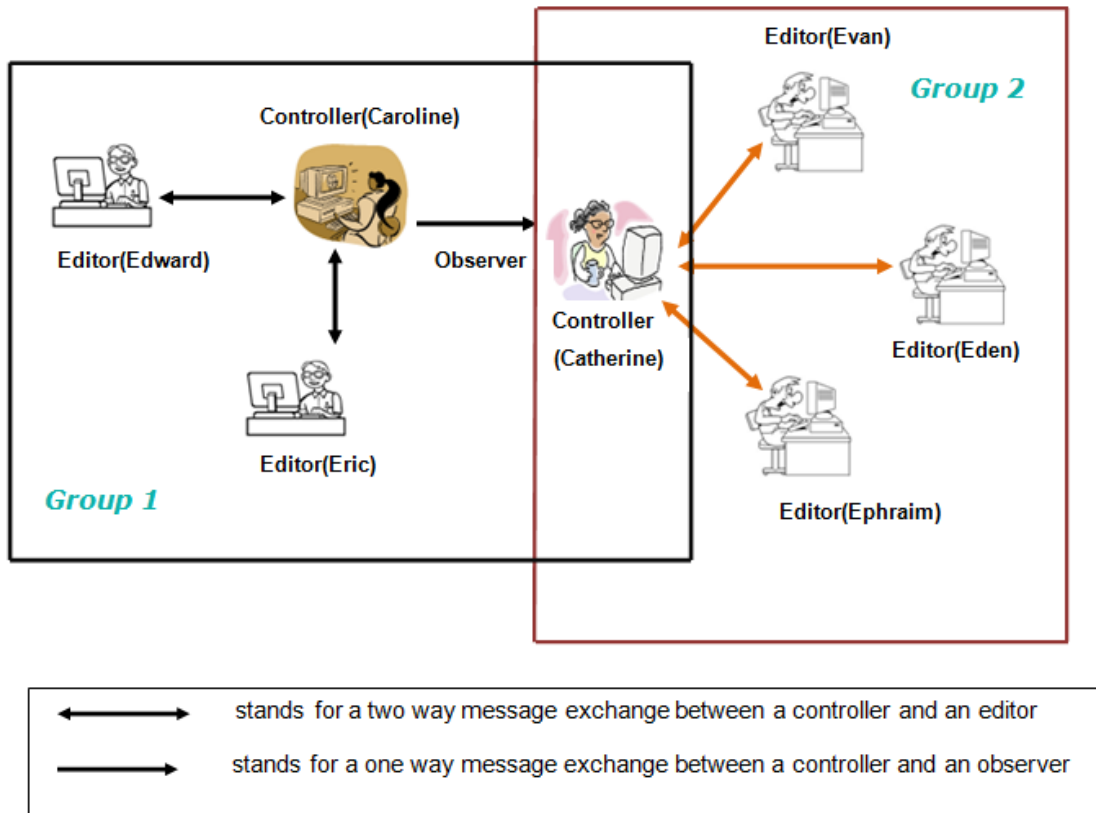 Editor(Evan)
Group 2
Controller(Caroline)
Editor(Edward)
Observer
Controller
(Catherine)
Editor(Eden)
Editor(Eric)
Group 1
Editor(Ephraim)
stands for a two way message exchange between a controller and an editor
stands for a one way message exchange between a controller and an observer